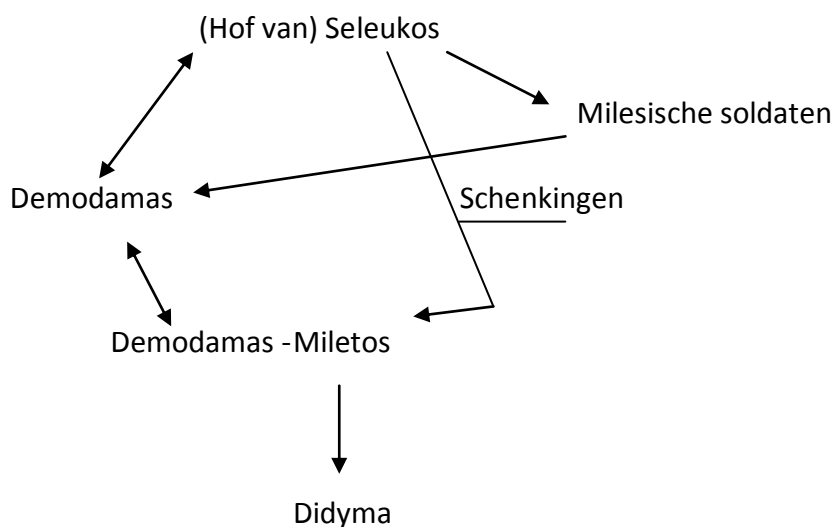 (Hof van) Seleukos
Milesische soldaten
Demodamas
Schenkingen
Demodamas -Miletos
Didyma